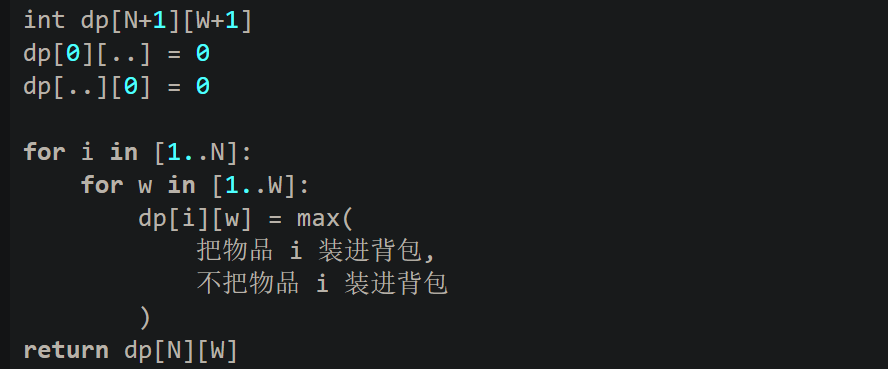 int dp[N+1][W+1]
dp[0][..] = 0
dp[..][0] = 0
for i in [1..N]:
for w in [1..W]:
dp[i][w] = max(
把物品 i 装进背包,
不把物品 i 装进背包
)
return dp[N][W]